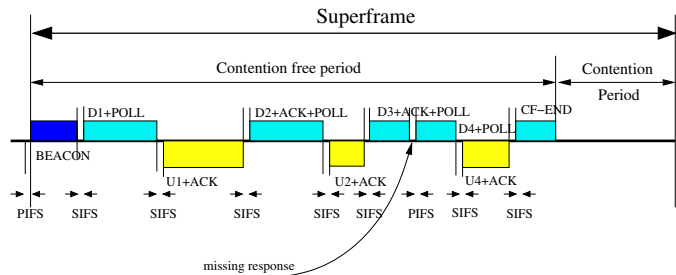 Superframe
Contention free period
Contention
Period
D1+POLL
D2+ACK+POLL
D3+ACK+POLL
CF-END
D4+POLL
BEACON
U1+ACK
U2+ACK
U4+ACK
PIFS
SIFS
SIFS
SIFS
SIFS
SIFS
PIFS
SIFS
SIFS
missing response